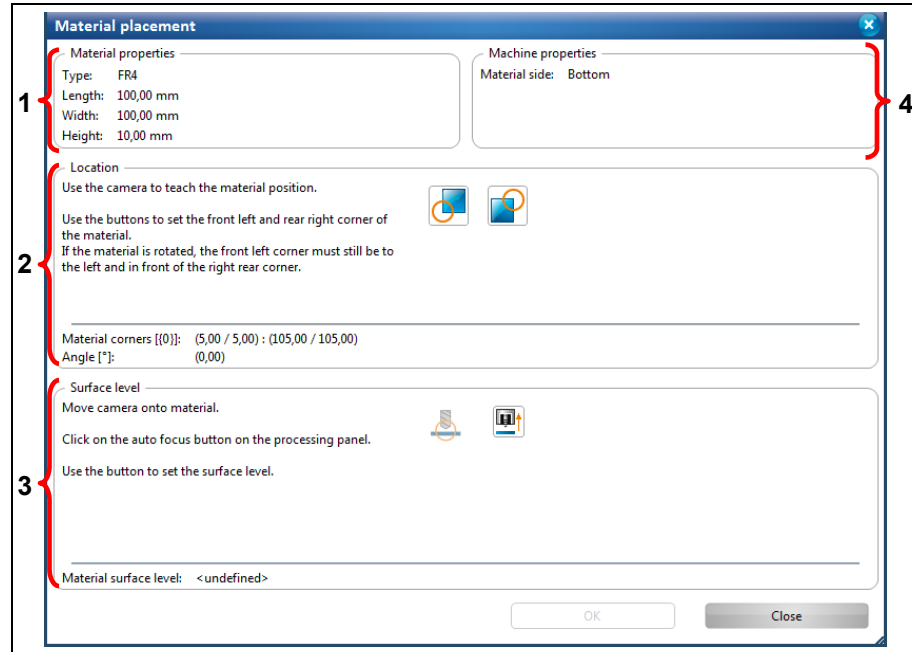 Material placement
1
Material properties
Type: FR4
Length: 100,00 mm
Width: 100,00 mm
Height: 10,00 mm
Machine properties
Material side: Bottom
4
2
Location
Use the camera to teach the material position.
Use the buttons to set the front left and rear right corner of
the material.
If the material is rotated, the front left corner must still be to
the left and in front of the right rear corner.
Material corners [{0}]: (5,00 / 5,00) : (105,00 / 105,00)
Angle [°]: (0,00)
3
Surface level
Move camera onto material.
Click on the auto focus button on the processing panel.
Use the button to set the surface level.
Material surface level: <undefined>
OK
Close